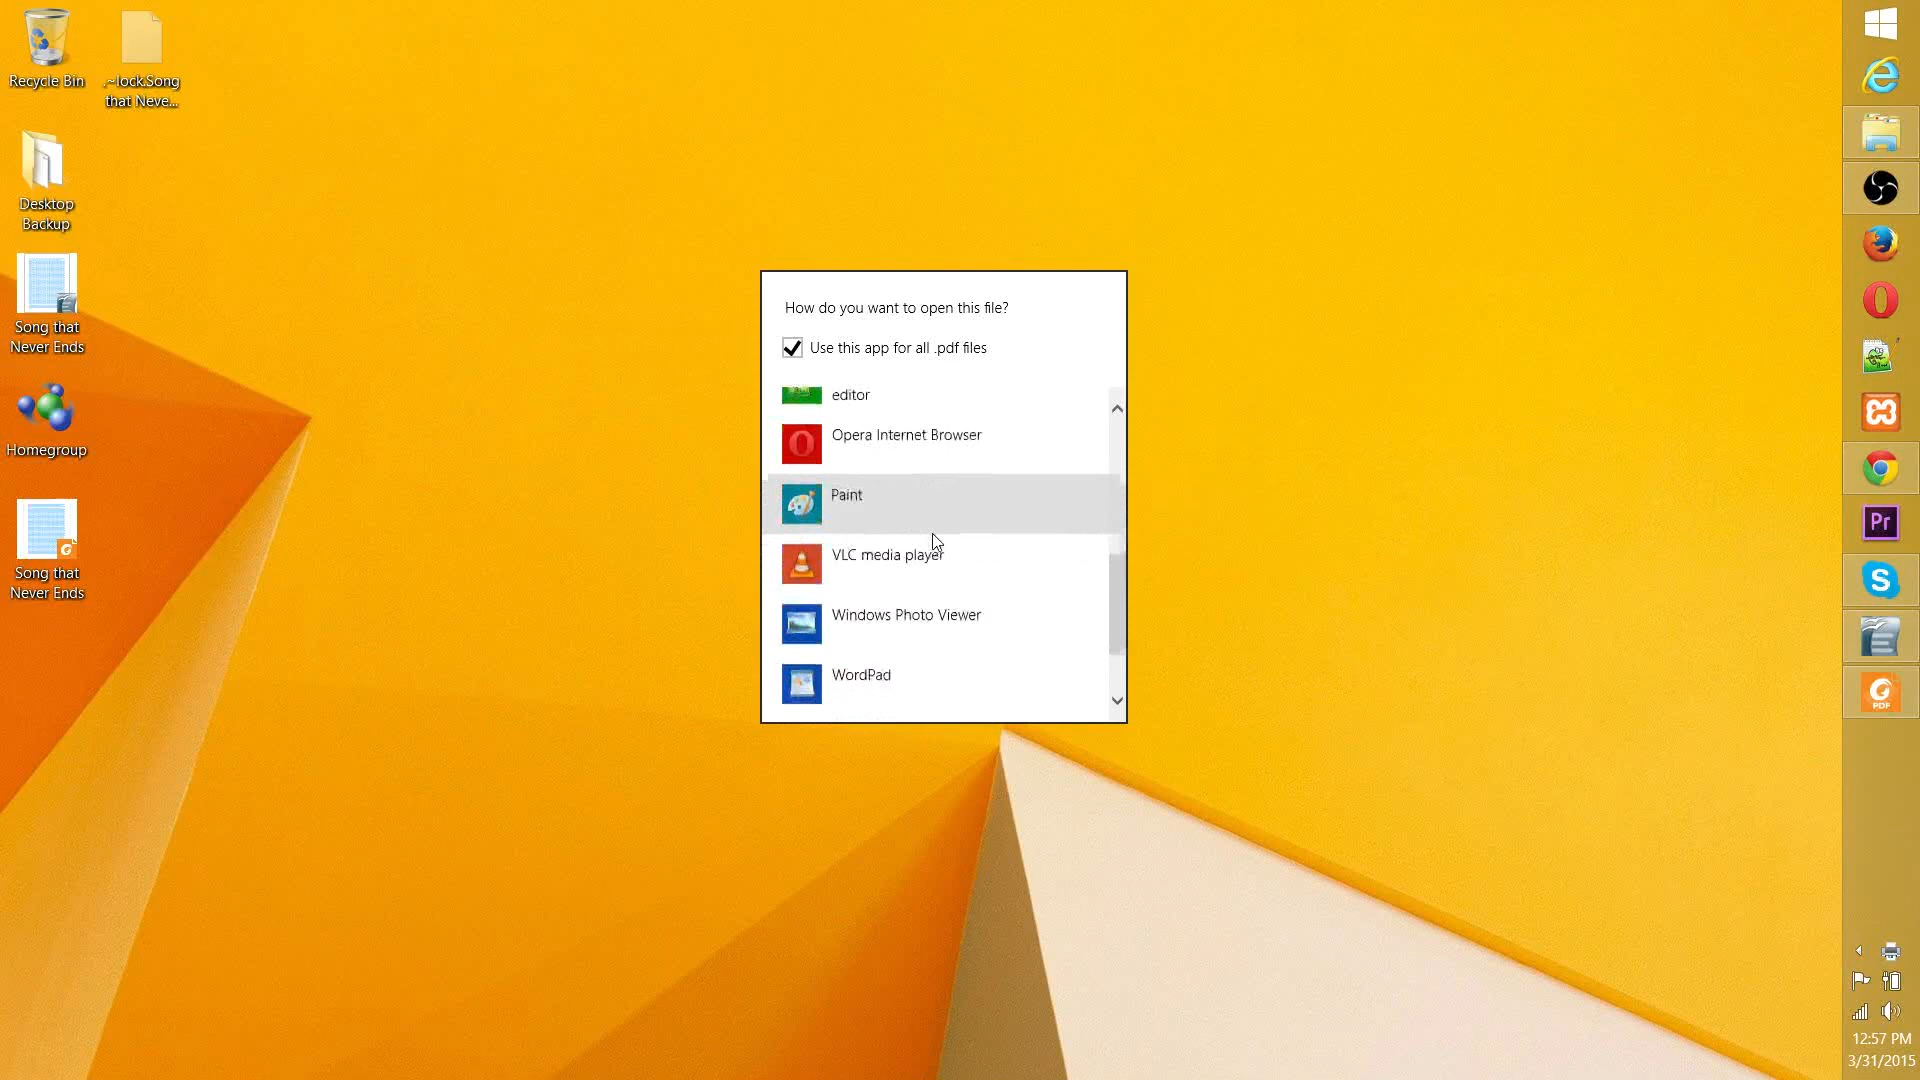 Recycle Bin
.~lock.Song
that Neve...
Desktop
Backup
Song that
Never Ends
Homegroup
Song that
Never Ends
How do you want to open this file?
Use this app for all .pdf files
editor
Opera Internet Browser
Paint
VLC media player
Windows Photo Viewer
WordPad
Pr
PDF
12:57 PM
3/31/2015